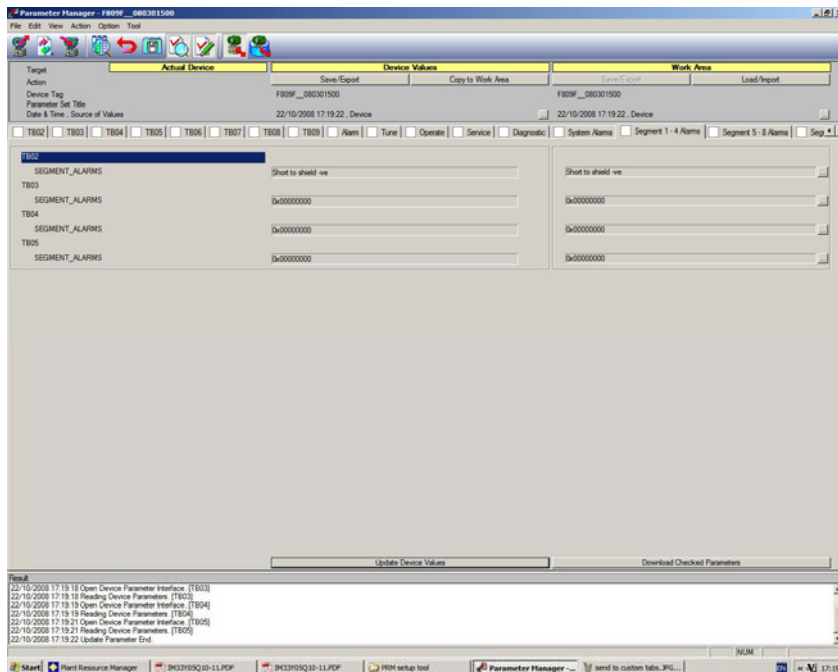 Parameter Manager - F809F__080301500
File Edit View Action Option Tool
Target Actual Device Device Values Work Area
Action Save/Export Copy to Work Area Save/Export Load/Import
Device Tag F809F__080301500 F809F__080301500
Parameter Set Title
Date & Time , Source of Values 22/10/2008 17:19:22 , Device ... 22/10/2008 17:19:22 , Device ...
TB02 TB03 TB04 TB05 TB06 TB07 TB08 TB09 Alarm Tune Operate Service Diagnostic System Alarms Segment 1 - 4 Alarms Segment 5 - 8 Alarms
TB02
SEGMENT_ALARMS Short to shield -ve Short to shield -ve ...
TB03
SEGMENT_ALARMS 0x00000000 0x00000000 ...
TB04
SEGMENT_ALARMS 0x00000000 0x00000000 ...
TB05
SEGMENT_ALARMS 0x00000000 0x00000000 ...
Update Device Values Download Checked Parameters
Result
22/10/2008 17:19:18 Open Device Parameter Interface. [TB03]
22/10/2008 17:19:18 Reading Device Parameters. [TB03]
22/10/2008 17:19:19 Open Device Parameter Interface. [TB04]
22/10/2008 17:19:19 Reading Device Parameters. [TB04]
22/10/2008 17:19:21 Open Device Parameter Interface. [TB05]
22/10/2008 17:19:21 Reading Device Parameters. [TB05]
22/10/2008 17:19:22 Update Parameter End.
NUM
Start Plant Resource Manager IM33Y05Q10-11.PDF IM33Y05Q10-11.PDF PRM setup tool Parameter Manager -... send to custom tabs.JPG... EN